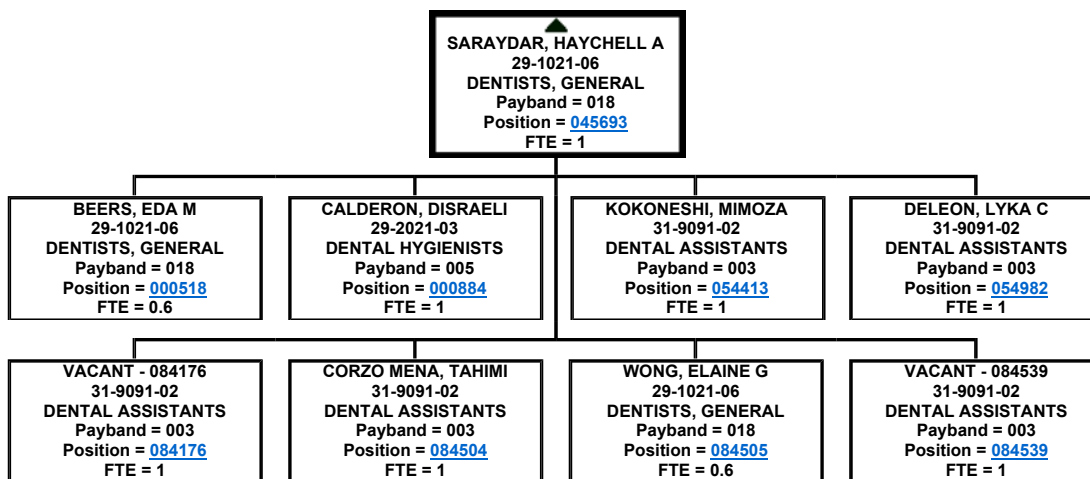 SARAYDAR, HAYCHELL A
29-1021-06
DENTISTS, GENERAL
Payband = 018
Position = 045693
FTE = 1
BEERS, EDA M
29-1021-06
DENTISTS, GENERAL
Payband = 018
Position = 000518
FTE = 0.6
CALDERON, DISRAELI
29-2021-03
DENTAL HYGIENISTS
Payband = 005
Position = 000884
FTE = 1
KOKONESHI, MIMOZA
31-9091-02
DENTAL ASSISTANTS
Payband = 003
Position = 054413
FTE = 1
DELEON, LYKA C
31-9091-02
DENTAL ASSISTANTS
Payband = 003
Position = 054982
FTE = 1
VACANT - 084176
31-9091-02
DENTAL ASSISTANTS
Payband = 003
Position = 084176
FTE = 1
CORZO MENA, TAHIMI
31-9091-02
DENTAL ASSISTANTS
Payband = 003
Position = 084504
FTE = 1
WONG, ELAINE G
29-1021-06
DENTISTS, GENERAL
Payband = 018
Position = 084505
FTE = 0.6
VACANT - 084539
31-9091-02
DENTAL ASSISTANTS
Payband = 003
Position = 084539
FTE = 1